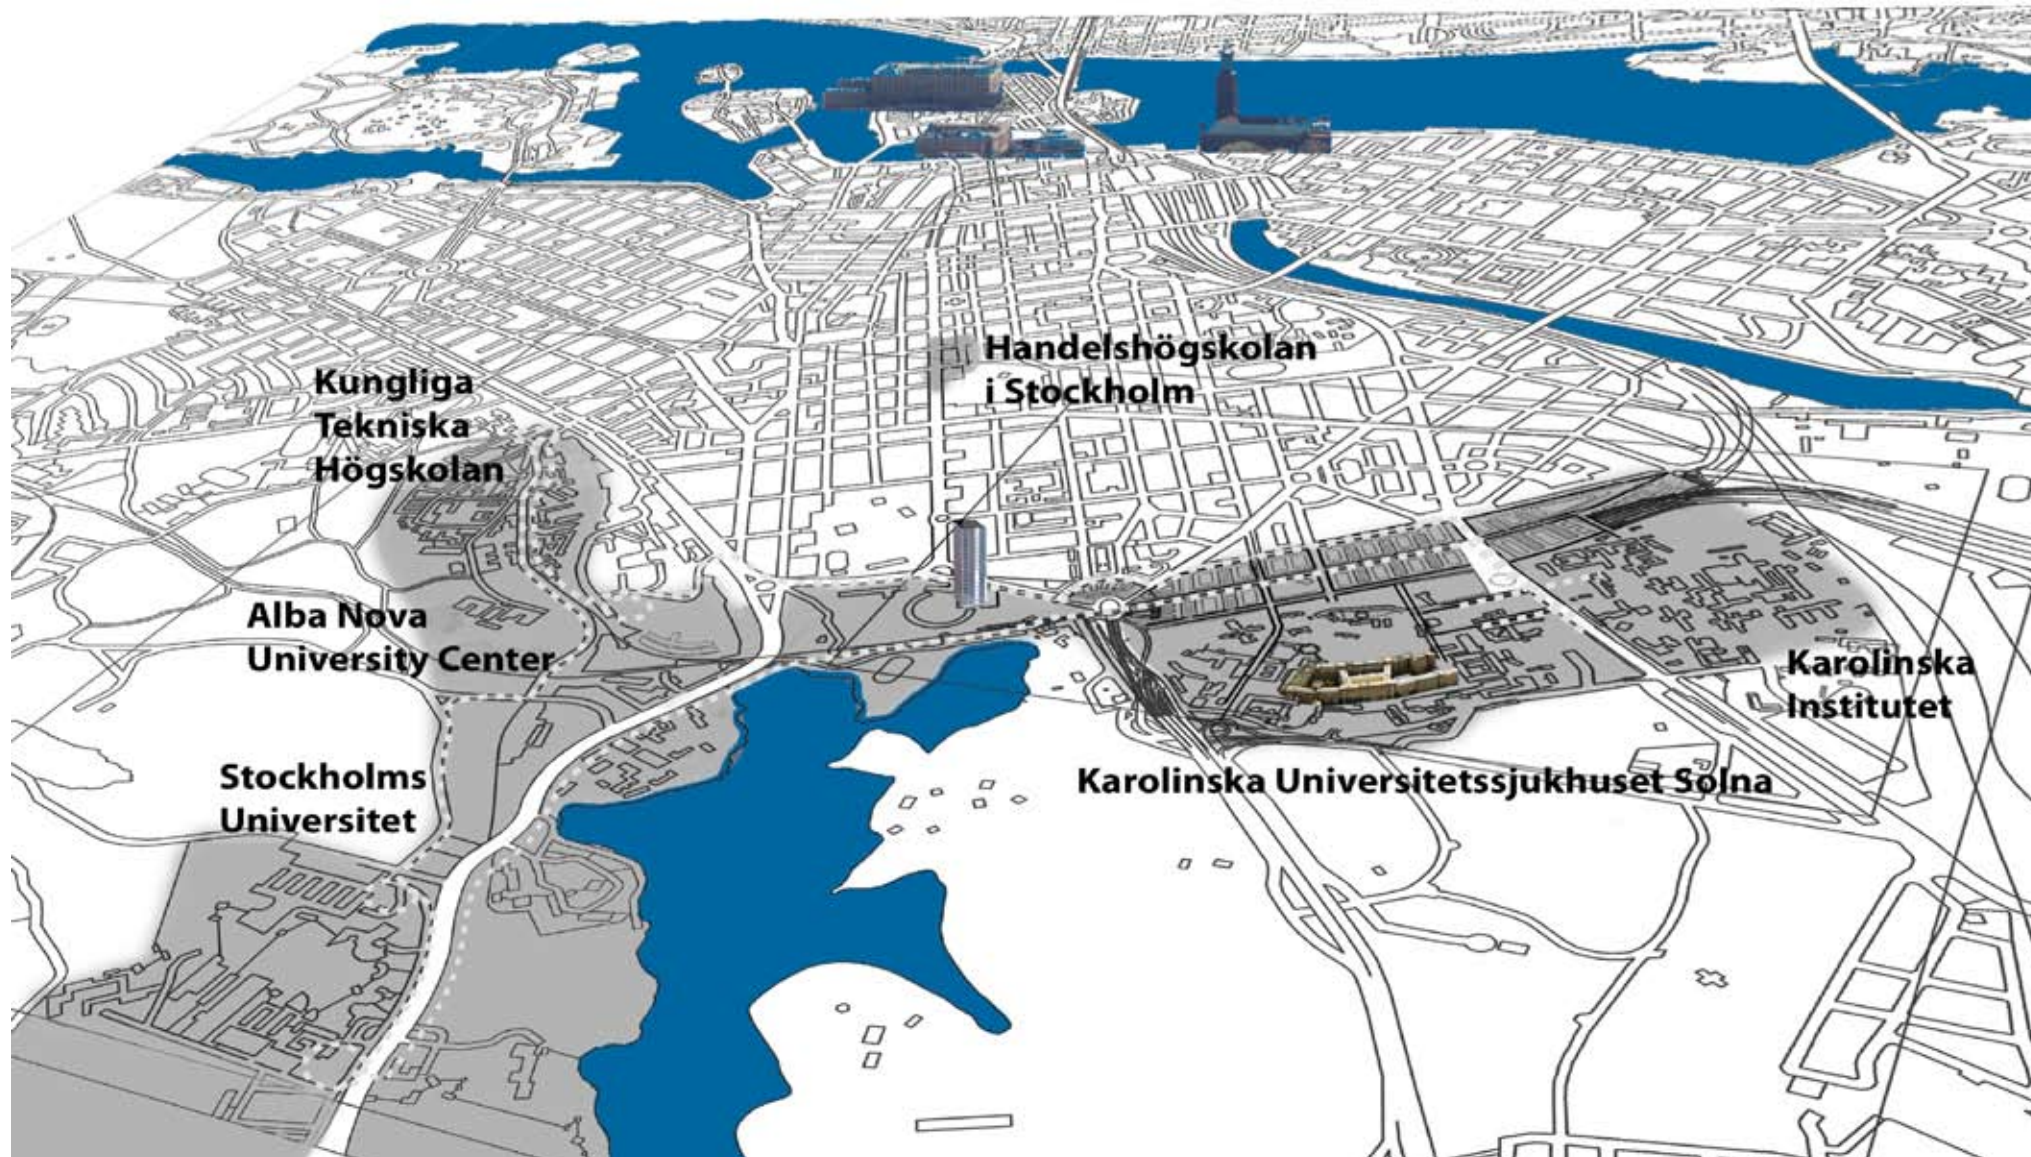 Handelshögskolan
i Stockholm
Kungliga
Tekniska
Högskolan
Alba Nova
University Center
Karolinska
Institutet
Stockholms
Universitet
Karolinska Universitetssjukhuset Solna